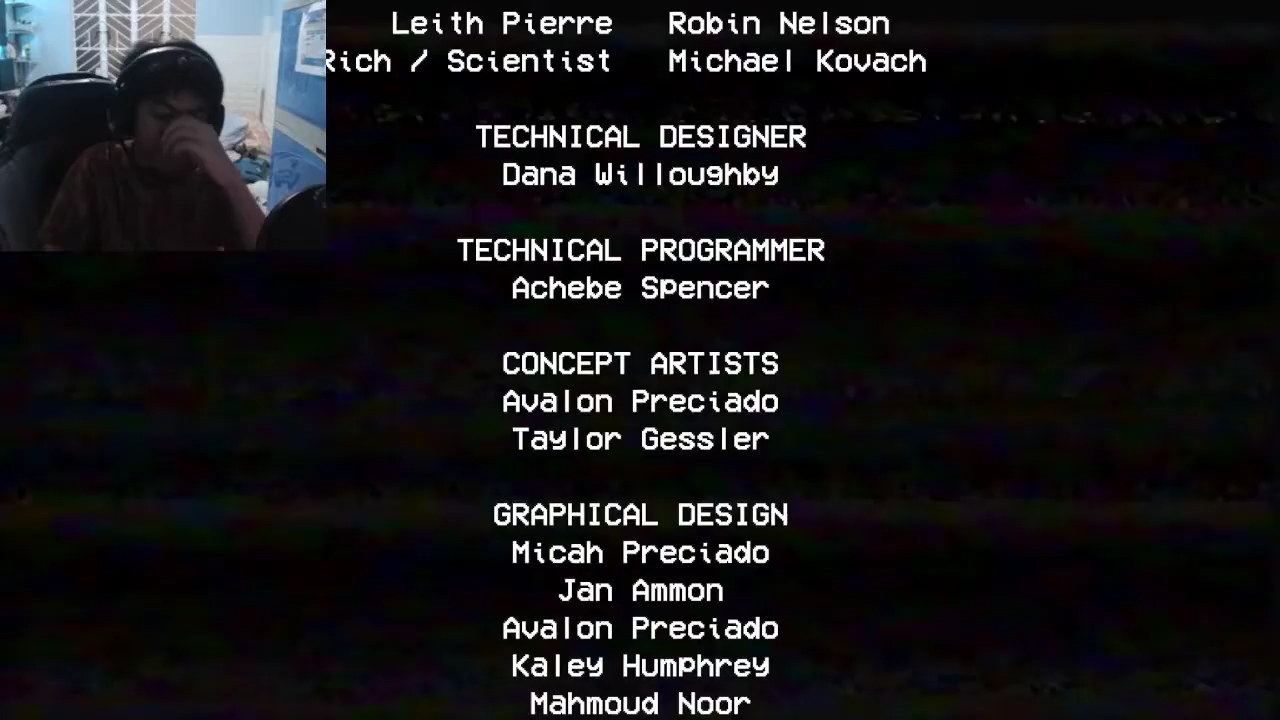 Leith Pierre Robin Nelson
Rich / Scientist Michael Kovach
TECHNICAL DESIGNER
Dana Willoughby
TECHNICAL PROGRAMMER
Achebe Spencer
CONCEPT ARTISTS
Avalon Preciado
Taylor Gessler
GRAPHICAL DESIGN
Micah Preciado
Jan Ammon
Avalon Preciado
Kaley Humphrey
Mahmoud Noor